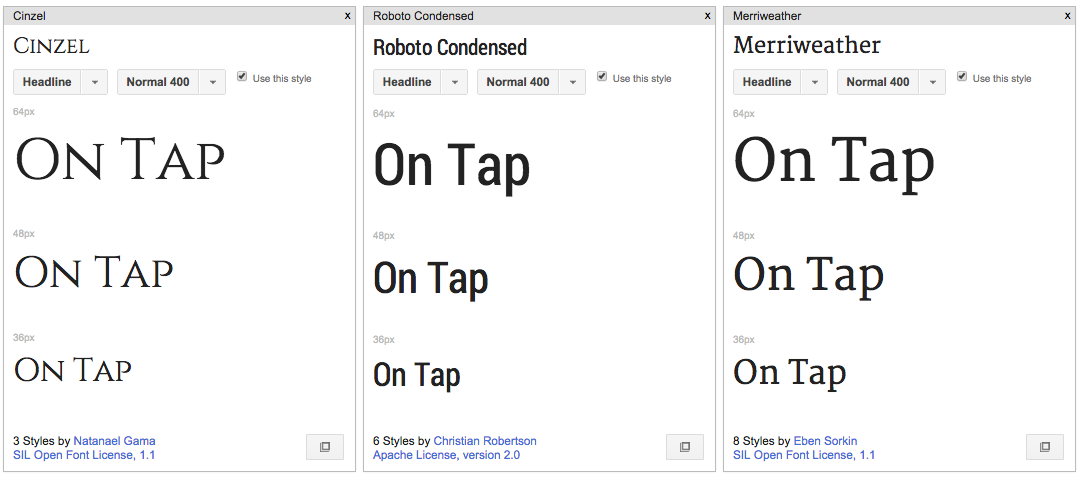 Cinzel x
Cinzel
Headline Normal 400 Use this style
64px
On Tap
48px
On Tap
36px
On Tap
3 Styles by Natanael Gama
SIL Open Font License, 1.1
Roboto Condensed x
Roboto Condensed
Headline Normal 400 Use this style
64px
On Tap
48px
On Tap
36px
On Tap
6 Styles by Christian Robertson
Apache License, version 2.0
Merriweather x
Merriweather
Headline Normal 400 Use this style
64px
On Tap
48px
On Tap
36px
On Tap
8 Styles by Eben Sorkin
SIL Open Font License, 1.1